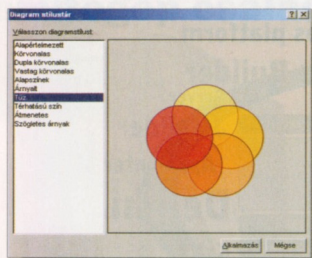 Diagram stílustár
Válasszon diagramstílust.
Alapértelmezett
Körvonalas
Dupla körvonalas
Vastag körvonalas
Alapszínek
Árnyalt
Tűz
Térhatású szín
Átmenetes
Szögletes árnyak
Alkalmazás
Mégse